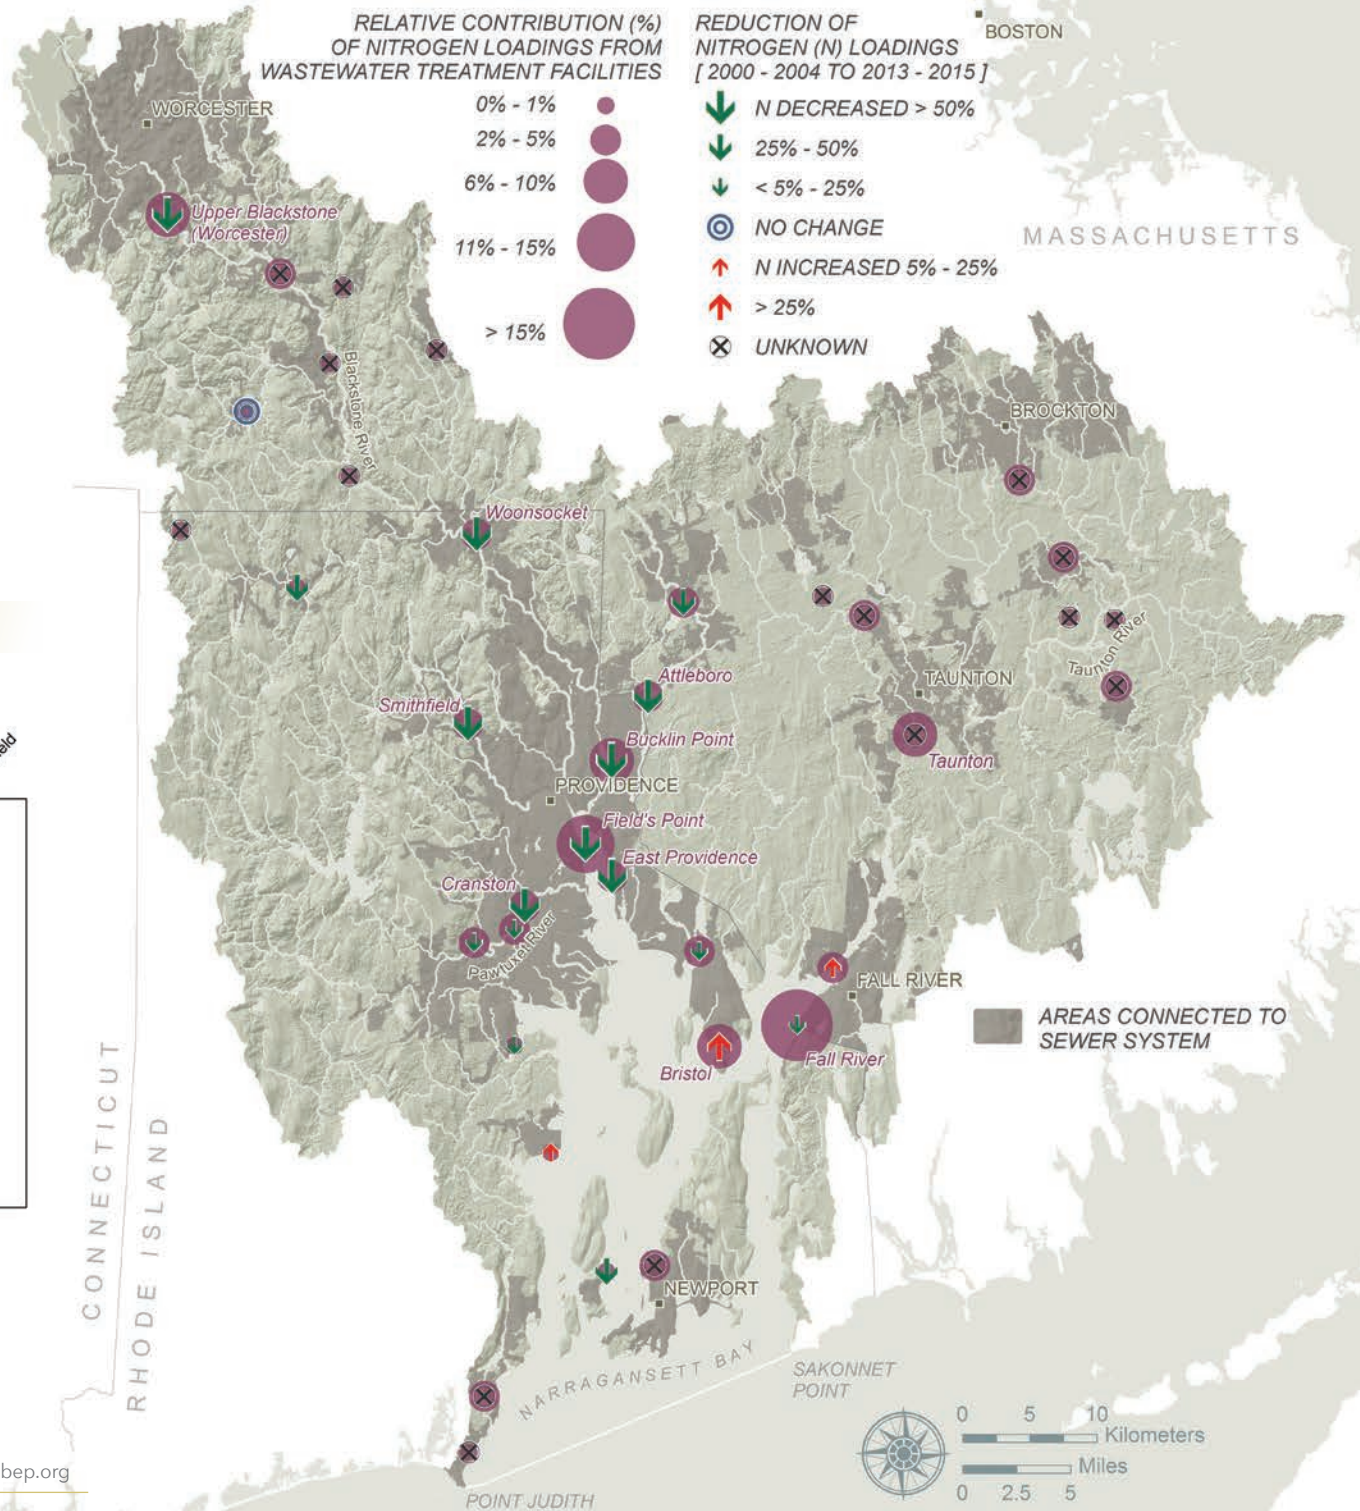 RELATIVE CONTRIBUTION (%)
OF NITROGEN LOADINGS FROM
WASTEWATER TREATMENT FACILITIES
0% - 1%
2% - 5%
6% - 10%
11% - 15%
> 15%
REDUCTION OF
NITROGEN (N) LOADINGS
[ 2000 - 2004 TO 2013 - 2015 ]
N DECREASED > 50%
25% - 50%
< 5% - 25%
NO CHANGE
N INCREASED 5% - 25%
> 25%
UNKNOWN
BOSTON
WORCESTER
Upper Blackstone
(Worcester)
MASSACHUSETTS
Blackstone River
BROCKTON
Woonsocket
Attleboro
Smithfield
Taunton River
TAUNTON
Bucklin Point
Taunton
PROVIDENCE
Field's Point
East Providence
Cranston
Pawtuxet River
FALL RIVER
AREAS CONNECTED TO
SEWER SYSTEM
Fall River
Bristol
CONNECTICUT
RHODE ISLAND
NEWPORT
NARRAGANSETT BAY
SAKONNET
POINT
POINT JUDITH
0 5 10
Kilometers
Miles
0 2.5 5
bep.org